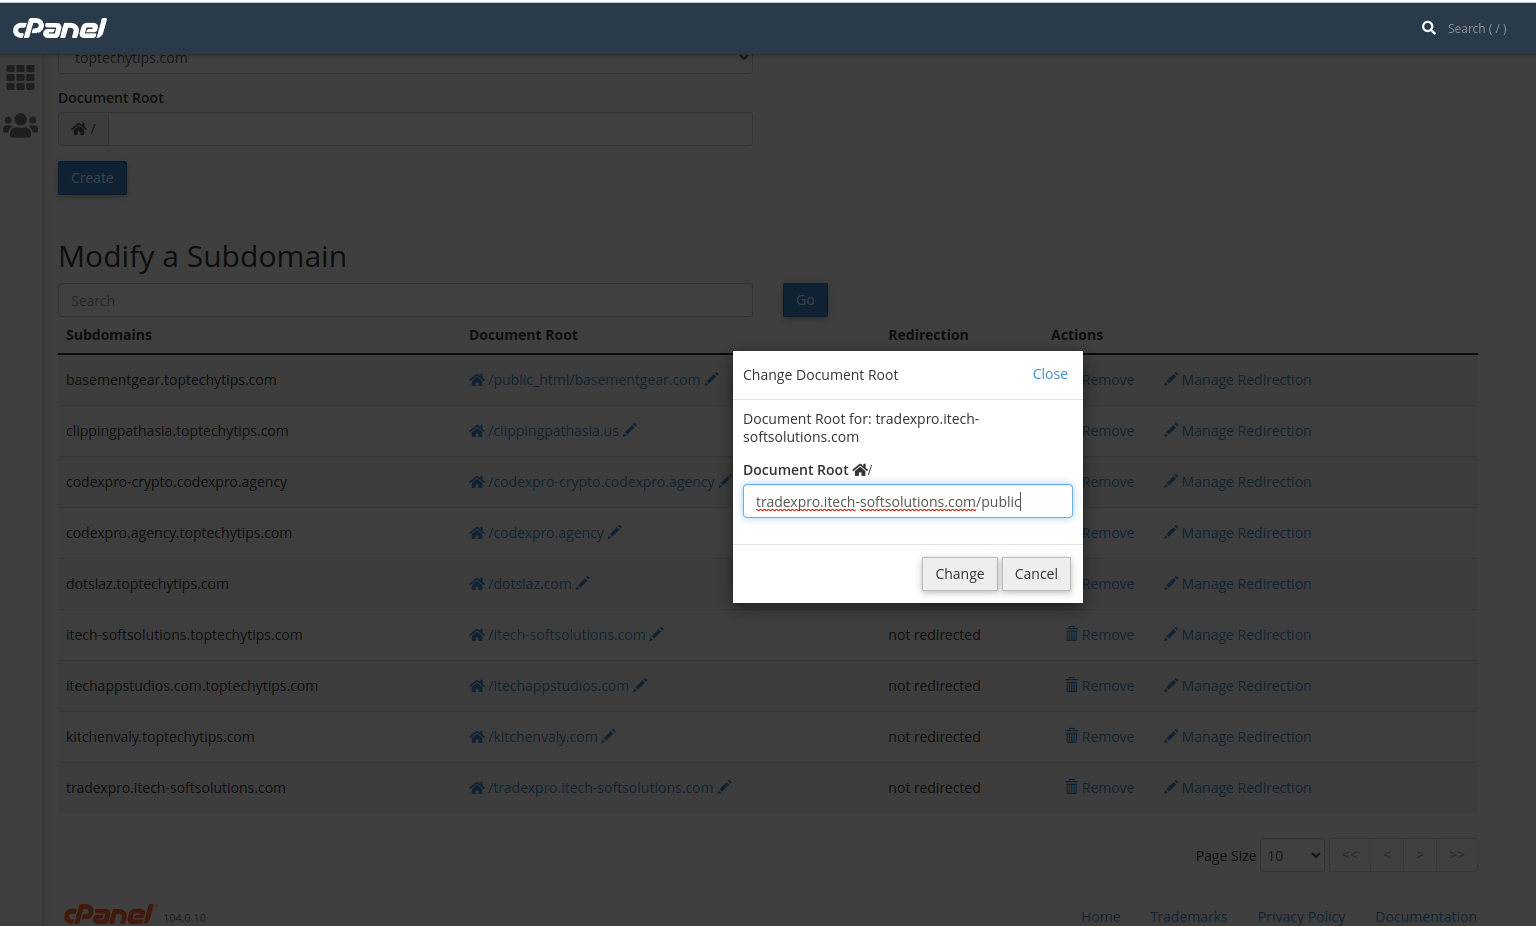 cPanel
Search ( / )
toptechytips.com
Document Root
/
Create
Modify a Subdomain
Search
Go
Subdomains Document Root Redirection Actions
basementgear.toptechytips.com /public_html/basementgear.com Remove Manage Redirection
clippingpathasia.toptechytips.com /clippingpathasia.us Remove Manage Redirection
codexpro-crypto.codexpro.agency /codexpro-crypto.codexpro.agency Remove Manage Redirection
codexpro.agency.toptechytips.com /codexpro.agency Remove Manage Redirection
dotslaz.toptechytips.com /dotslaz.com Remove Manage Redirection
itech-softsolutions.toptechytips.com /itech-softsolutions.com not redirected Remove Manage Redirection
itechappstudios.com.toptechytips.com /itechappstudios.com not redirected Remove Manage Redirection
kitchenvaly.toptechytips.com /kitchenvaly.com not redirected Remove Manage Redirection
tradexpro.itech-softsolutions.com /tradexpro.itech-softsolutions.com not redirected Remove Manage Redirection
Change Document Root Close
Document Root for: tradexpro.itech-
softsolutions.com
Document Root /
tradexpro.itech-softsolutions.com/public
Change Cancel
Page Size 10 << < > >>
cPanel 104.0.10 Home Trademarks Privacy Policy Documentation